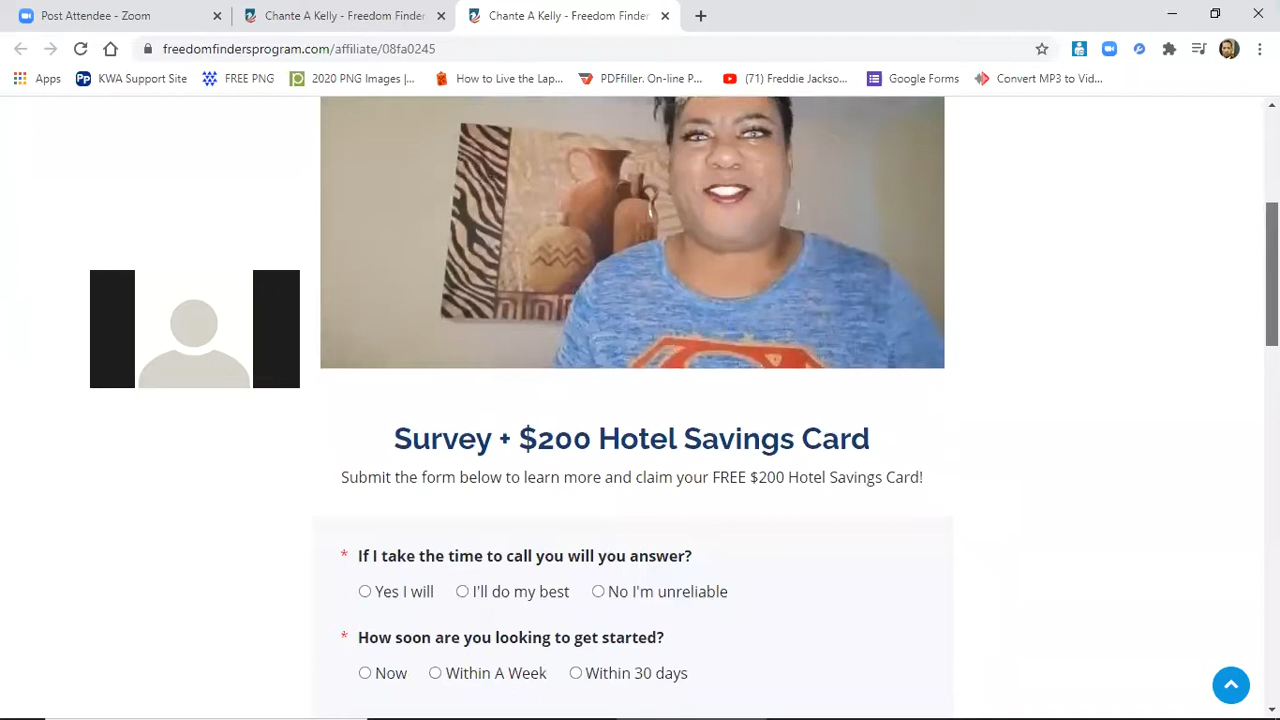 Post Attendee - Zoom
Chante A Kelly - Freedom Finder
Chante A Kelly - Freedom Finder
freedomfindersprogram.com/affiliate/08fa0245
Apps
KWA Support Site
FREE PNG
2020 PNG Images |...
How to Live the Lap...
PDFfiller. On-line P...
(71) Freddie Jackso...
Google Forms
Convert MP3 to Vid...
Survey + $200 Hotel Savings Card
Submit the form below to learn more and claim your FREE $200 Hotel Savings Card!
* If I take the time to call you will you answer?
Yes I will I'll do my best No I'm unreliable
* How soon are you looking to get started?
Now Within A Week Within 30 days